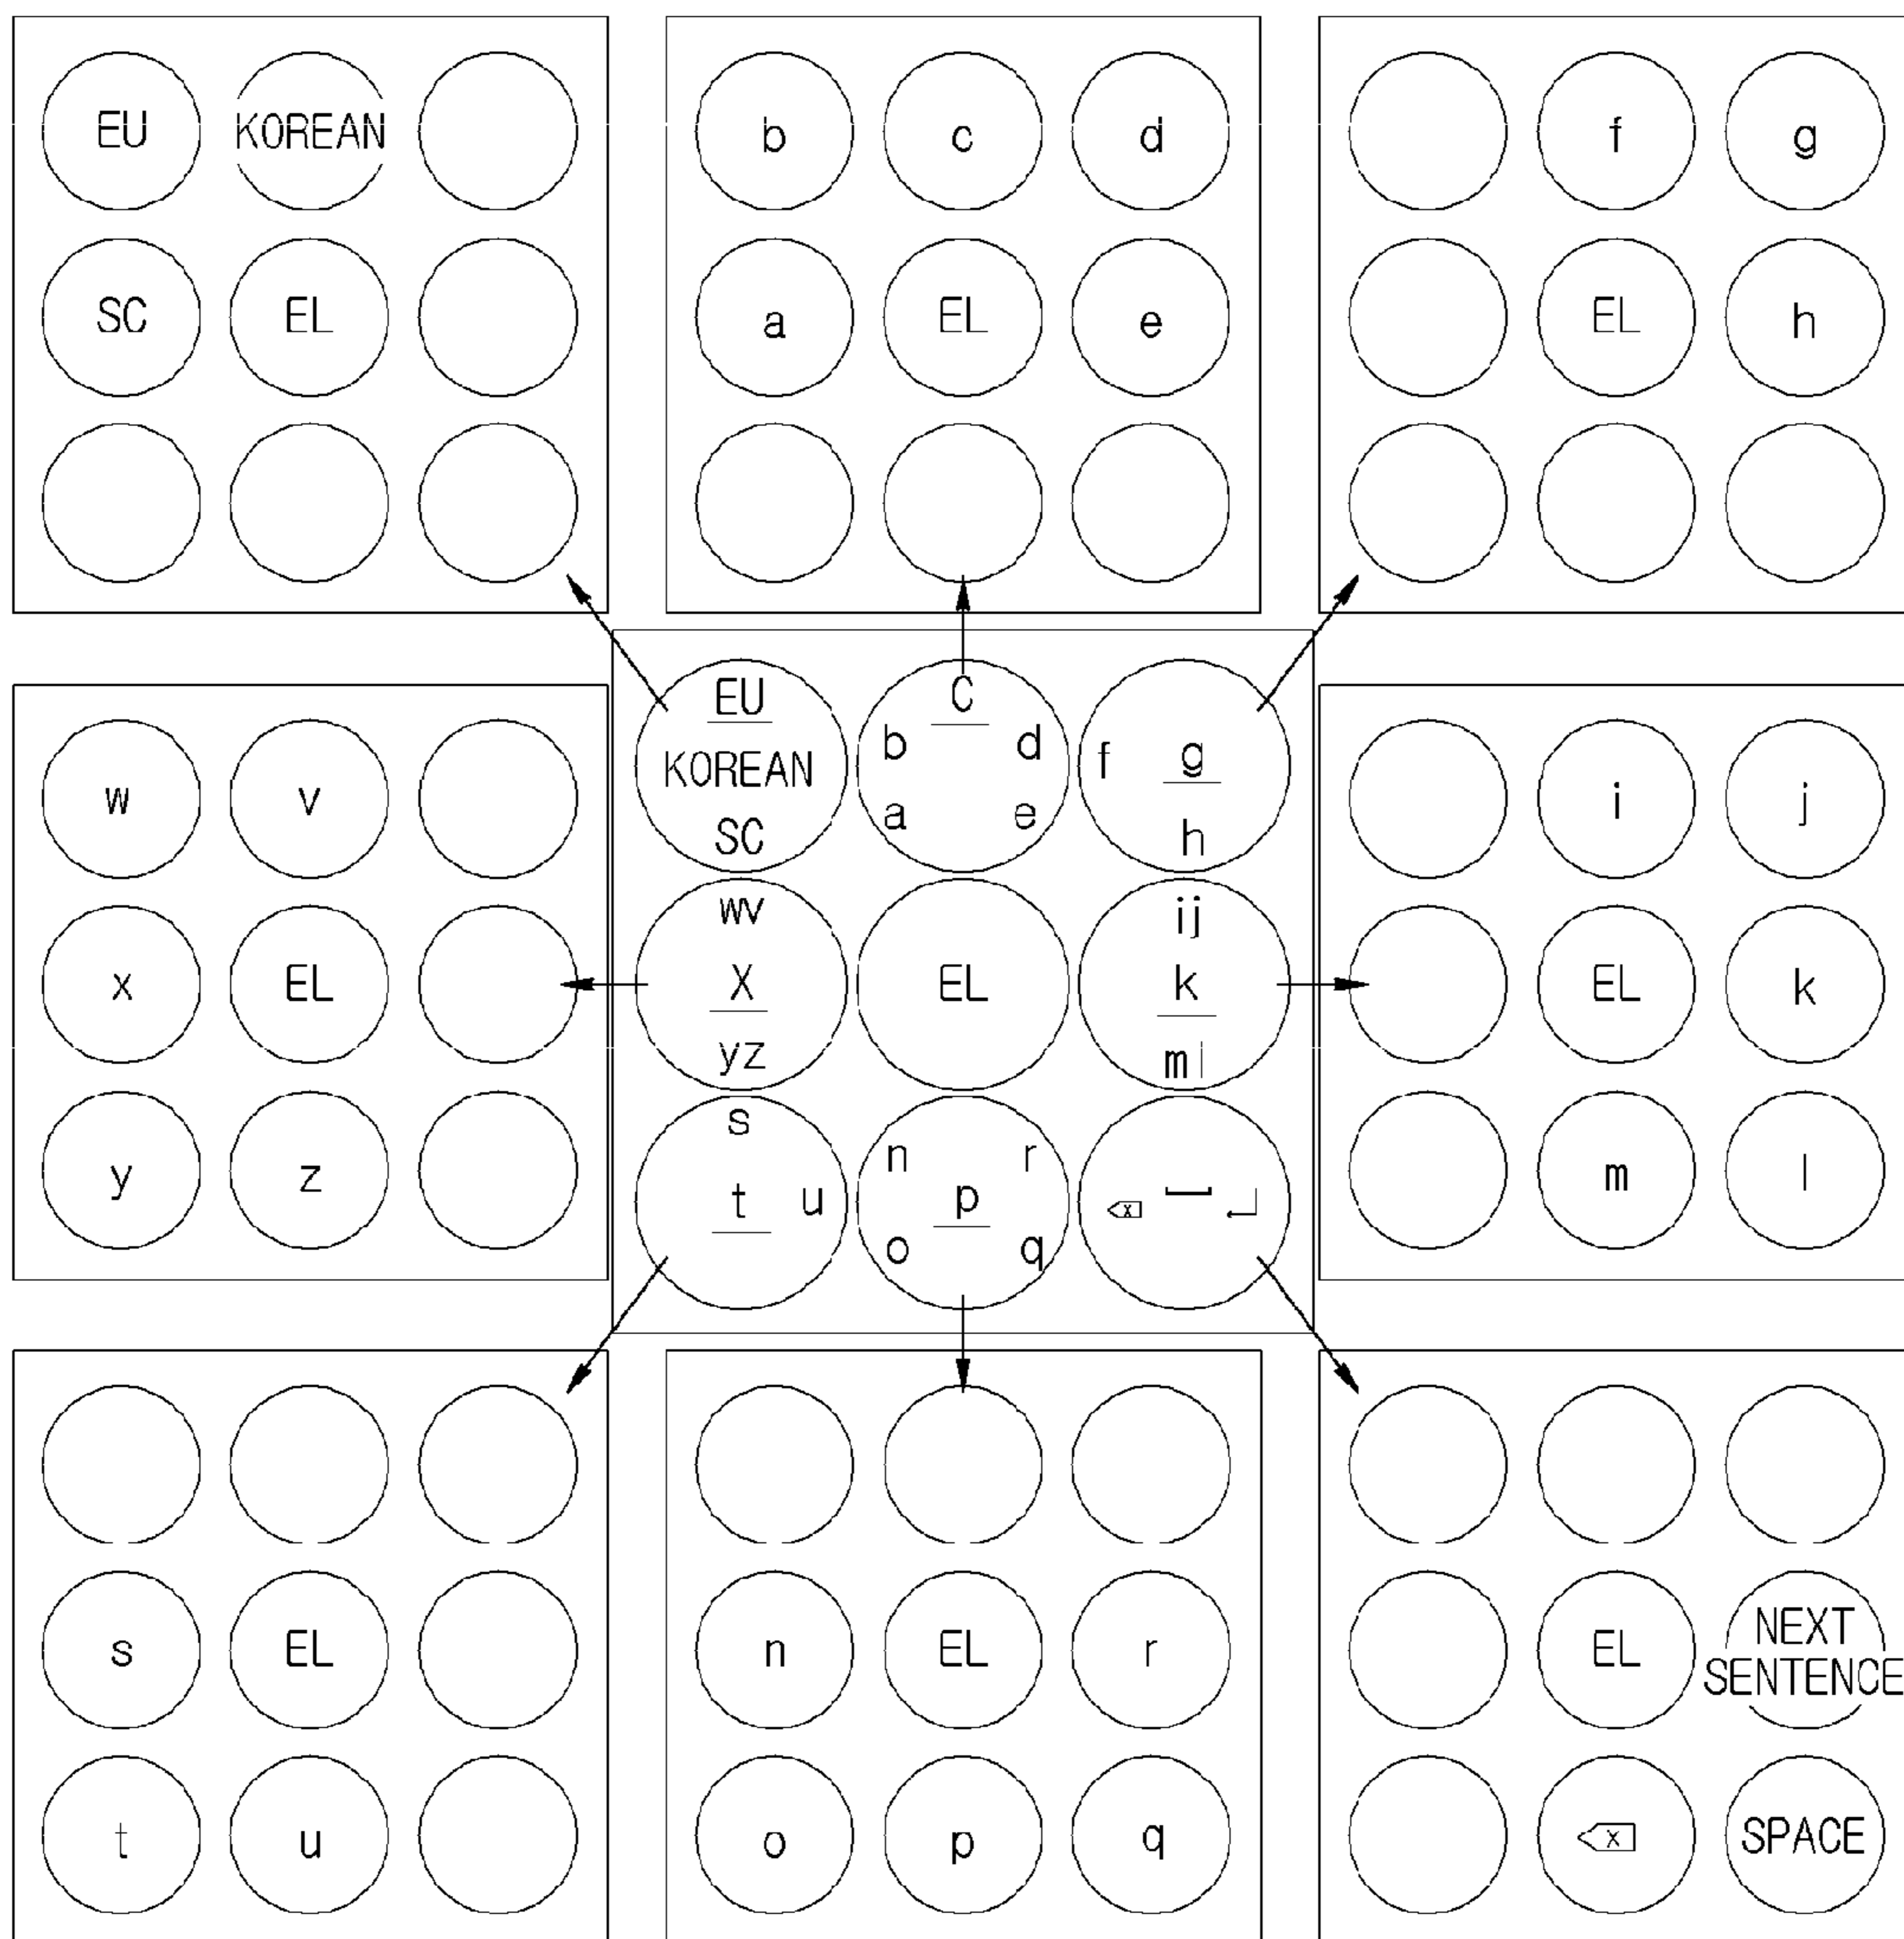 EU KOREAN
SC EL
b c d
a EL e
f g
EL h
w v
x EL
y z
EU
KOREAN
SC
C
b d
a e
f g
h
wv
X
yz
EL
ij
k
ml
s
t u
n r
p
o q
i j
EL k
m l
s EL
t u
n EL r
o p q
EL NEXT
SENTENCE
x SPACE